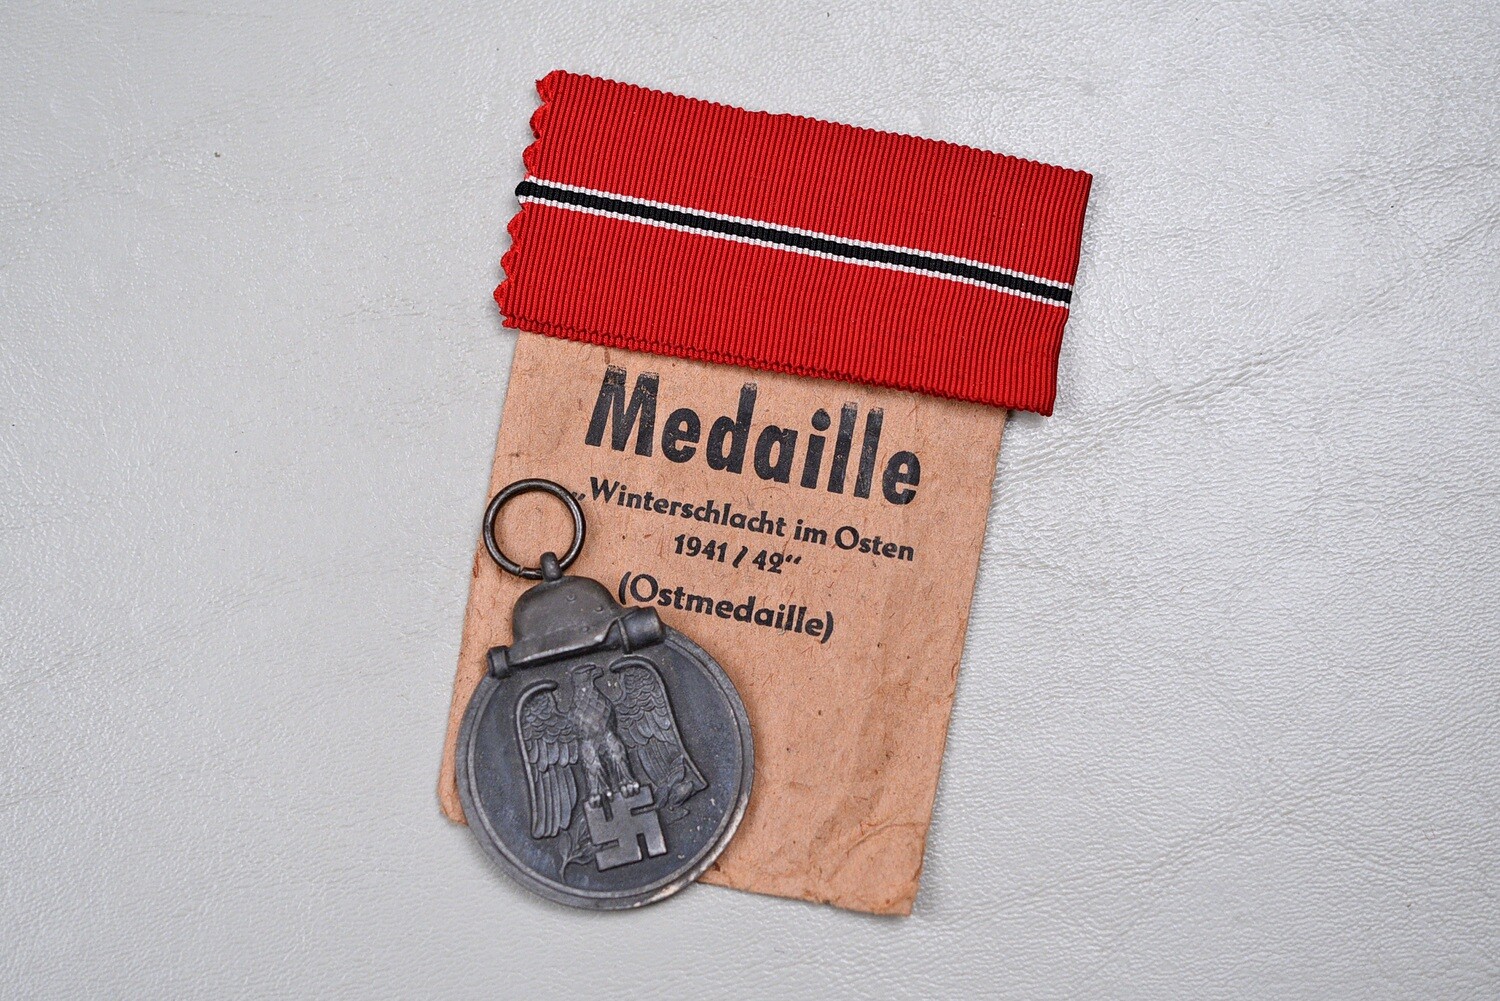 Medaille
„Winterschlacht im Osten
1941/42“
(Ostmedaille)